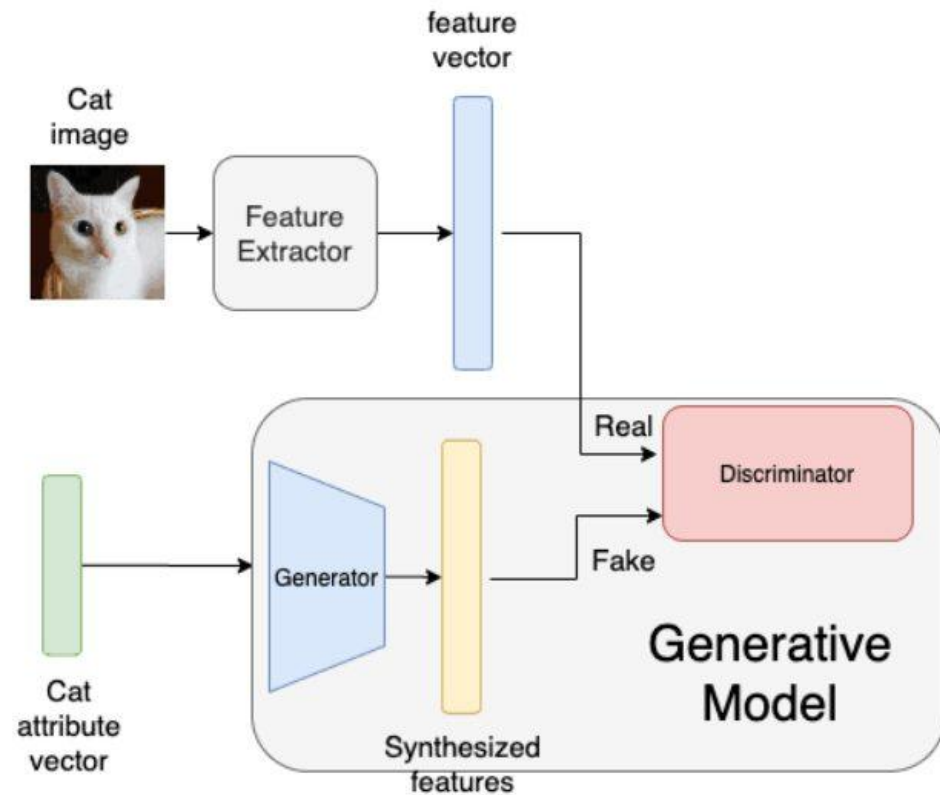 feature
vector
Cat
image
Feature
Extractor
Real
Discriminator
Fake
Generator
Generative
Model
Cat
attribute
vector
Synthesized
features